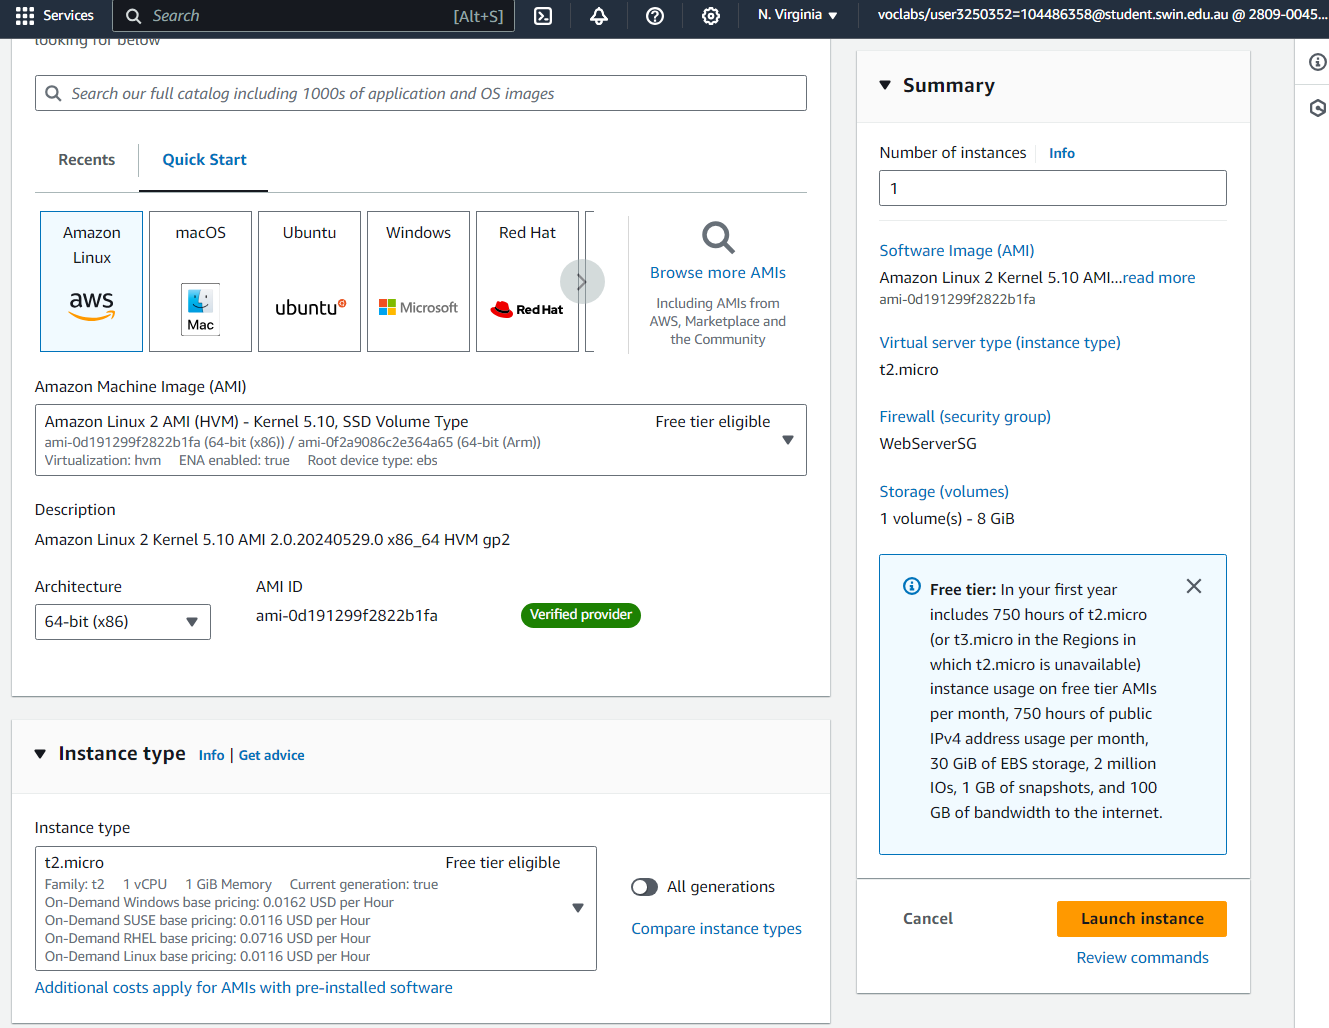 Services
Search
[Alt+S]
N. Virginia
voclabs/user3250352=104486358@student.swin.edu.au @ 2809-0045...
looking for below
Search our full catalog including 1000s of application and OS images
Recents
Quick Start
Amazon
Linux
aws
macOS
Mac
Ubuntu
ubuntu
Windows
Microsoft
Red Hat
Red Hat
Browse more AMIs
Including AMIs from
AWS, Marketplace and
the Community
Amazon Machine Image (AMI)
Amazon Linux 2 AMI (HVM) - Kernel 5.10, SSD Volume Type
Free tier eligible
ami-0d191299f2822b1fa (64-bit (x86)) / ami-0f2a9086c2e364a65 (64-bit (Arm))
Virtualization: hvm ENA enabled: true Root device type: ebs
Description
Amazon Linux 2 Kernel 5.10 AMI 2.0.20240529.0 x86_64 HVM gp2
Architecture
64-bit (x86)
AMI ID
ami-0d191299f2822b1fa
Verified provider
Instance type
Info | Get advice
Instance type
t2.micro
Free tier eligible
Family: t2 1 vCPU 1 GiB Memory Current generation: true
On-Demand Windows base pricing: 0.0162 USD per Hour
On-Demand SUSE base pricing: 0.0116 USD per Hour
On-Demand RHEL base pricing: 0.0716 USD per Hour
On-Demand Linux base pricing: 0.0116 USD per Hour
All generations
Compare instance types
Additional costs apply for AMIs with pre-installed software
Summary
Number of instances
Info
1
Software Image (AMI)
Amazon Linux 2 Kernel 5.10 AMI...read more
ami-0d191299f2822b1fa
Virtual server type (instance type)
t2.micro
Firewall (security group)
WebServerSG
Storage (volumes)
1 volume(s) - 8 GiB
Free tier: In your first year
includes 750 hours of t2.micro
(or t3.micro in the Regions in
which t2.micro is unavailable)
instance usage on free tier AMIs
per month, 750 hours of public
IPv4 address usage per month,
30 GiB of EBS storage, 2 million
IOs, 1 GB of snapshots, and 100
GB of bandwidth to the internet.
Cancel
Launch instance
Review commands